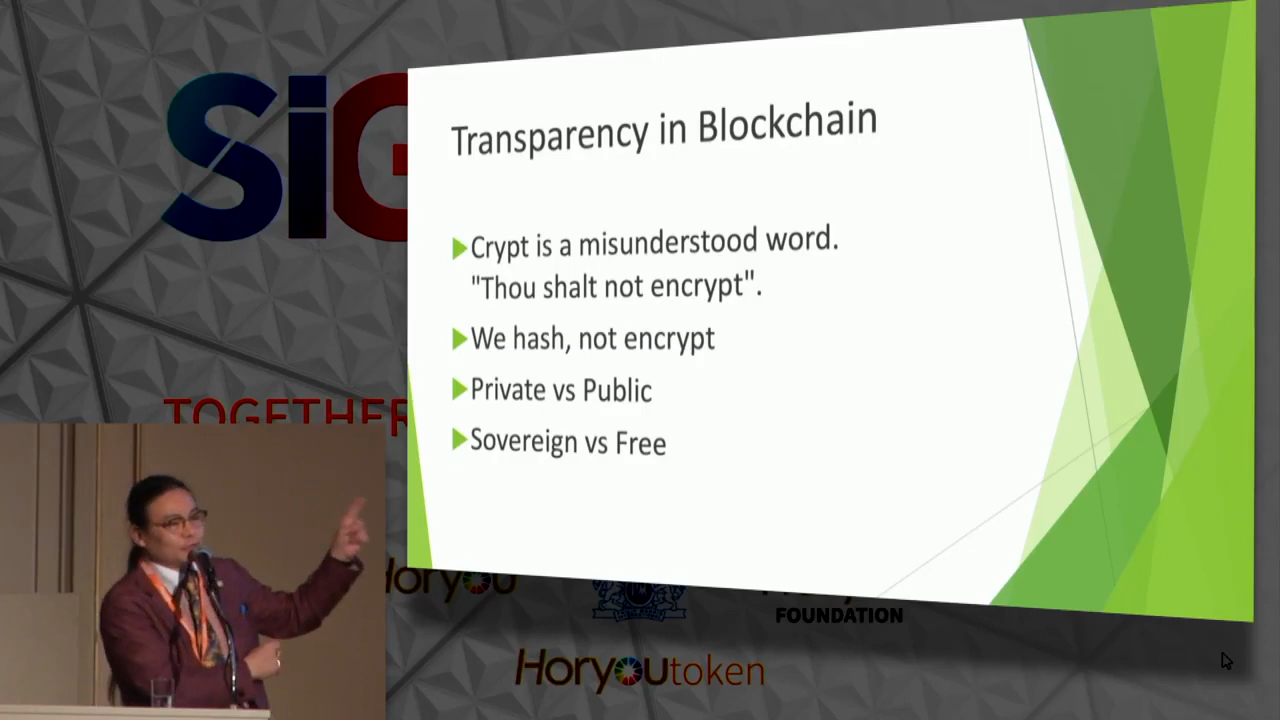 SiG
Transparency in Blockchain
Crypt is a misunderstood word.
"Thou shalt not encrypt".
We hash, not encrypt
Private vs Public
Sovereign vs Free
TOGETHER
Horyou
FOUNDATION
Horyoutoken